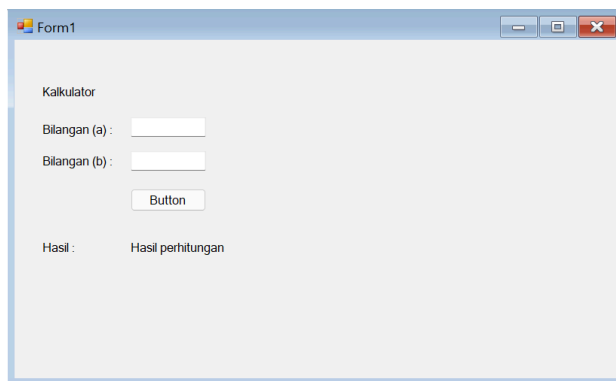 Form1
Kalkulator
Bilangan (a) :
Bilangan (b) :
Button
Hasil : Hasil perhitungan